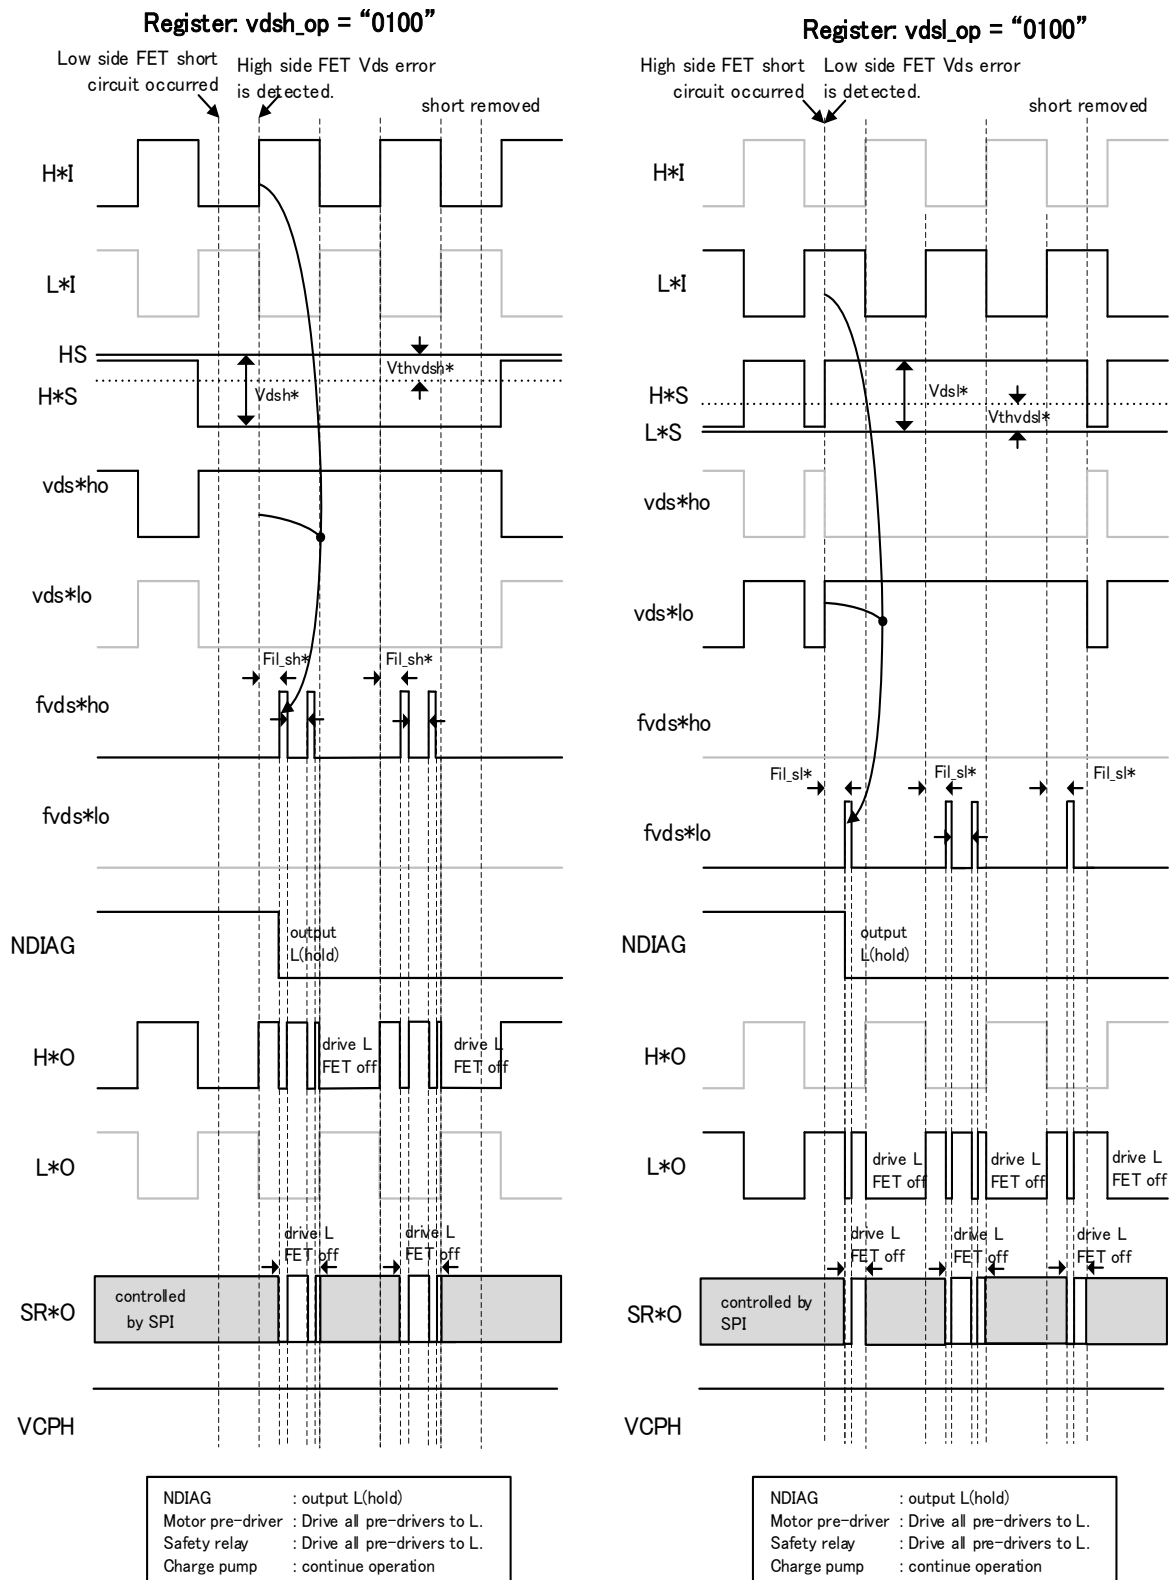 Register: vdsh_op = “0100”
Low side FET short
circuit occurred
High side FET Vds error
is detected.
short removed
H*I
L*I
HS
Vthvdsh*
H*S
Vdsh*
vds*ho
vds*lo
Fil_sh*
Fil_sh*
fvds*ho
fvds*lo
NDIAG
output
L(hold)
H*O
drive L
FET off
drive L
FET off
L*O
drive L
FET off
drive L
FET off
SR*O
controlled
by SPI
VCPH
NDIAG : output L(hold)
Motor pre-driver : Drive all pre-drivers to L.
Safety relay : Drive all pre-drivers to L.
Charge pump : continue operation
Register: vdsl_op = “0100”
High side FET short
circuit occurred
Low side FET Vds error
is detected.
short removed
H*I
L*I
H*S
Vdsl*
Vthvdsl*
L*S
vds*ho
vds*lo
fvds*ho
Fil_sl*
Fil_sl*
Fil_sl*
fvds*lo
NDIAG
output
L(hold)
H*O
L*O
drive L
FET off
drive L
FET off
drive L
FET off
drive L
FET off
drive L
FET off
drive L
FET off
SR*O
controlled by
SPI
VCPH
NDIAG : output L(hold)
Motor pre-driver : Drive all pre-drivers to L.
Safety relay : Drive all pre-drivers to L.
Charge pump : continue operation